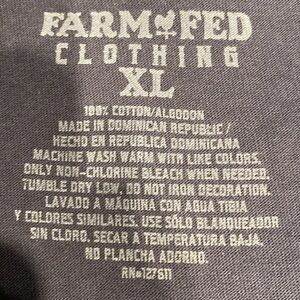 FARM FED
CLOTHING
XL
100% COTTON/ALGODON
MADE IN DOMINICAN REPUBLIC /
HECHO EN REPUBLICA DOMINICANA
MACHINE WASH WARM WITH LIKE COLORS.
ONLY NON-CHLORINE BLEACH WHEN NEEDED.
TUMBLE DRY LOW, DO NOT IRON DECORATION.
LAVADO A MÁQUINA CON AQUA TIBIA
Y COLORES SIMILARES. USE SÓLO BLANQUEADOR
SIN CLORO. SECAR A TEMPERATURA BAJA.
NO PLANCHA ADORNO.
RN#127611